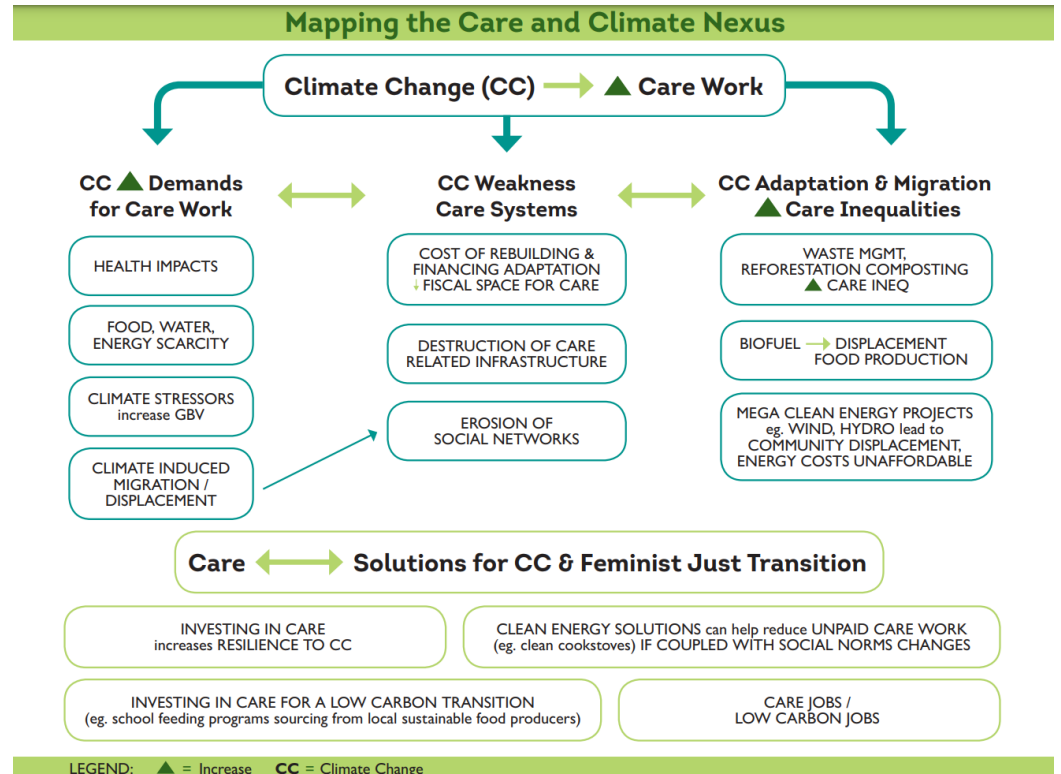 Mapping the Care and Climate Nexus
Climate Change (CC) → ▲ Care Work
CC ▲ Demands
for Care Work
HEALTH IMPACTS
FOOD, WATER,
ENERGY SCARCITY
CLIMATE STRESSORS
increase GBV
CLIMATE INDUCED
MIGRATION /
DISPLACEMENT
CC Weakness
Care Systems
COST OF REBUILDING &
FINANCING ADAPTATION
↓ FISCAL SPACE FOR CARE
DESTRUCTION OF CARE
RELATED INFRASTRUCTURE
EROSION OF
SOCIAL NETWORKS
CC Adaptation & Migration
▲ Care Inequalities
WASTE MGMT,
REFORESTATION COMPOSTING
▲ CARE INEQ
BIOFUEL → DISPLACEMENT
FOOD PRODUCTION
MEGA CLEAN ENERGY PROJECTS
eg. WIND, HYDRO lead to
COMMUNITY DISPLACEMENT,
ENERGY COSTS UNAFFORDABLE
Care ↔ Solutions for CC & Feminist Just Transition
INVESTING IN CARE
increases RESILIENCE TO CC
CLEAN ENERGY SOLUTIONS can help reduce UNPAID CARE WORK
(eg. clean cookstoves) IF COUPLED WITH SOCIAL NORMS CHANGES
INVESTING IN CARE FOR A LOW CARBON TRANSITION
(eg. school feeding programs sourcing from local sustainable food producers)
CARE JOBS /
LOW CARBON JOBS
LEGEND: ▲ = Increase CC = Climate Change